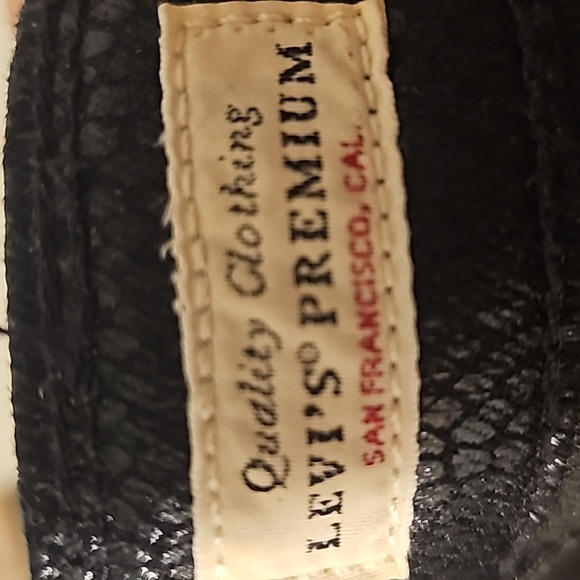 Quality Clothing
LEVI'S® PREMIUM
SAN FRANCISCO, CAL.